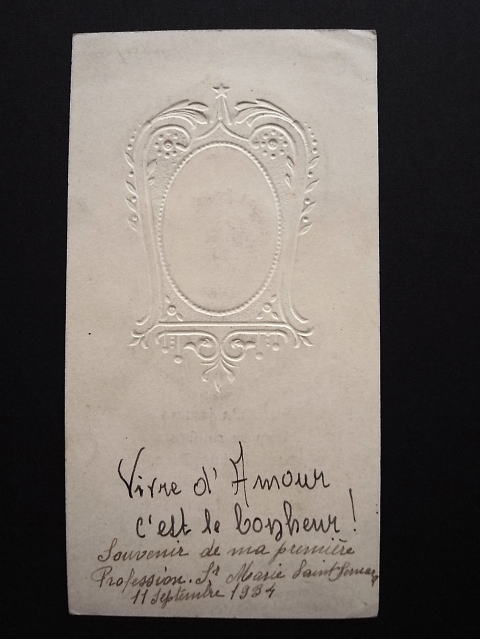 Vivre d'Amour
c'est le bonheur !
Souvenir de ma première
Profession. Sr Marie Saint
11 Septembre 1934